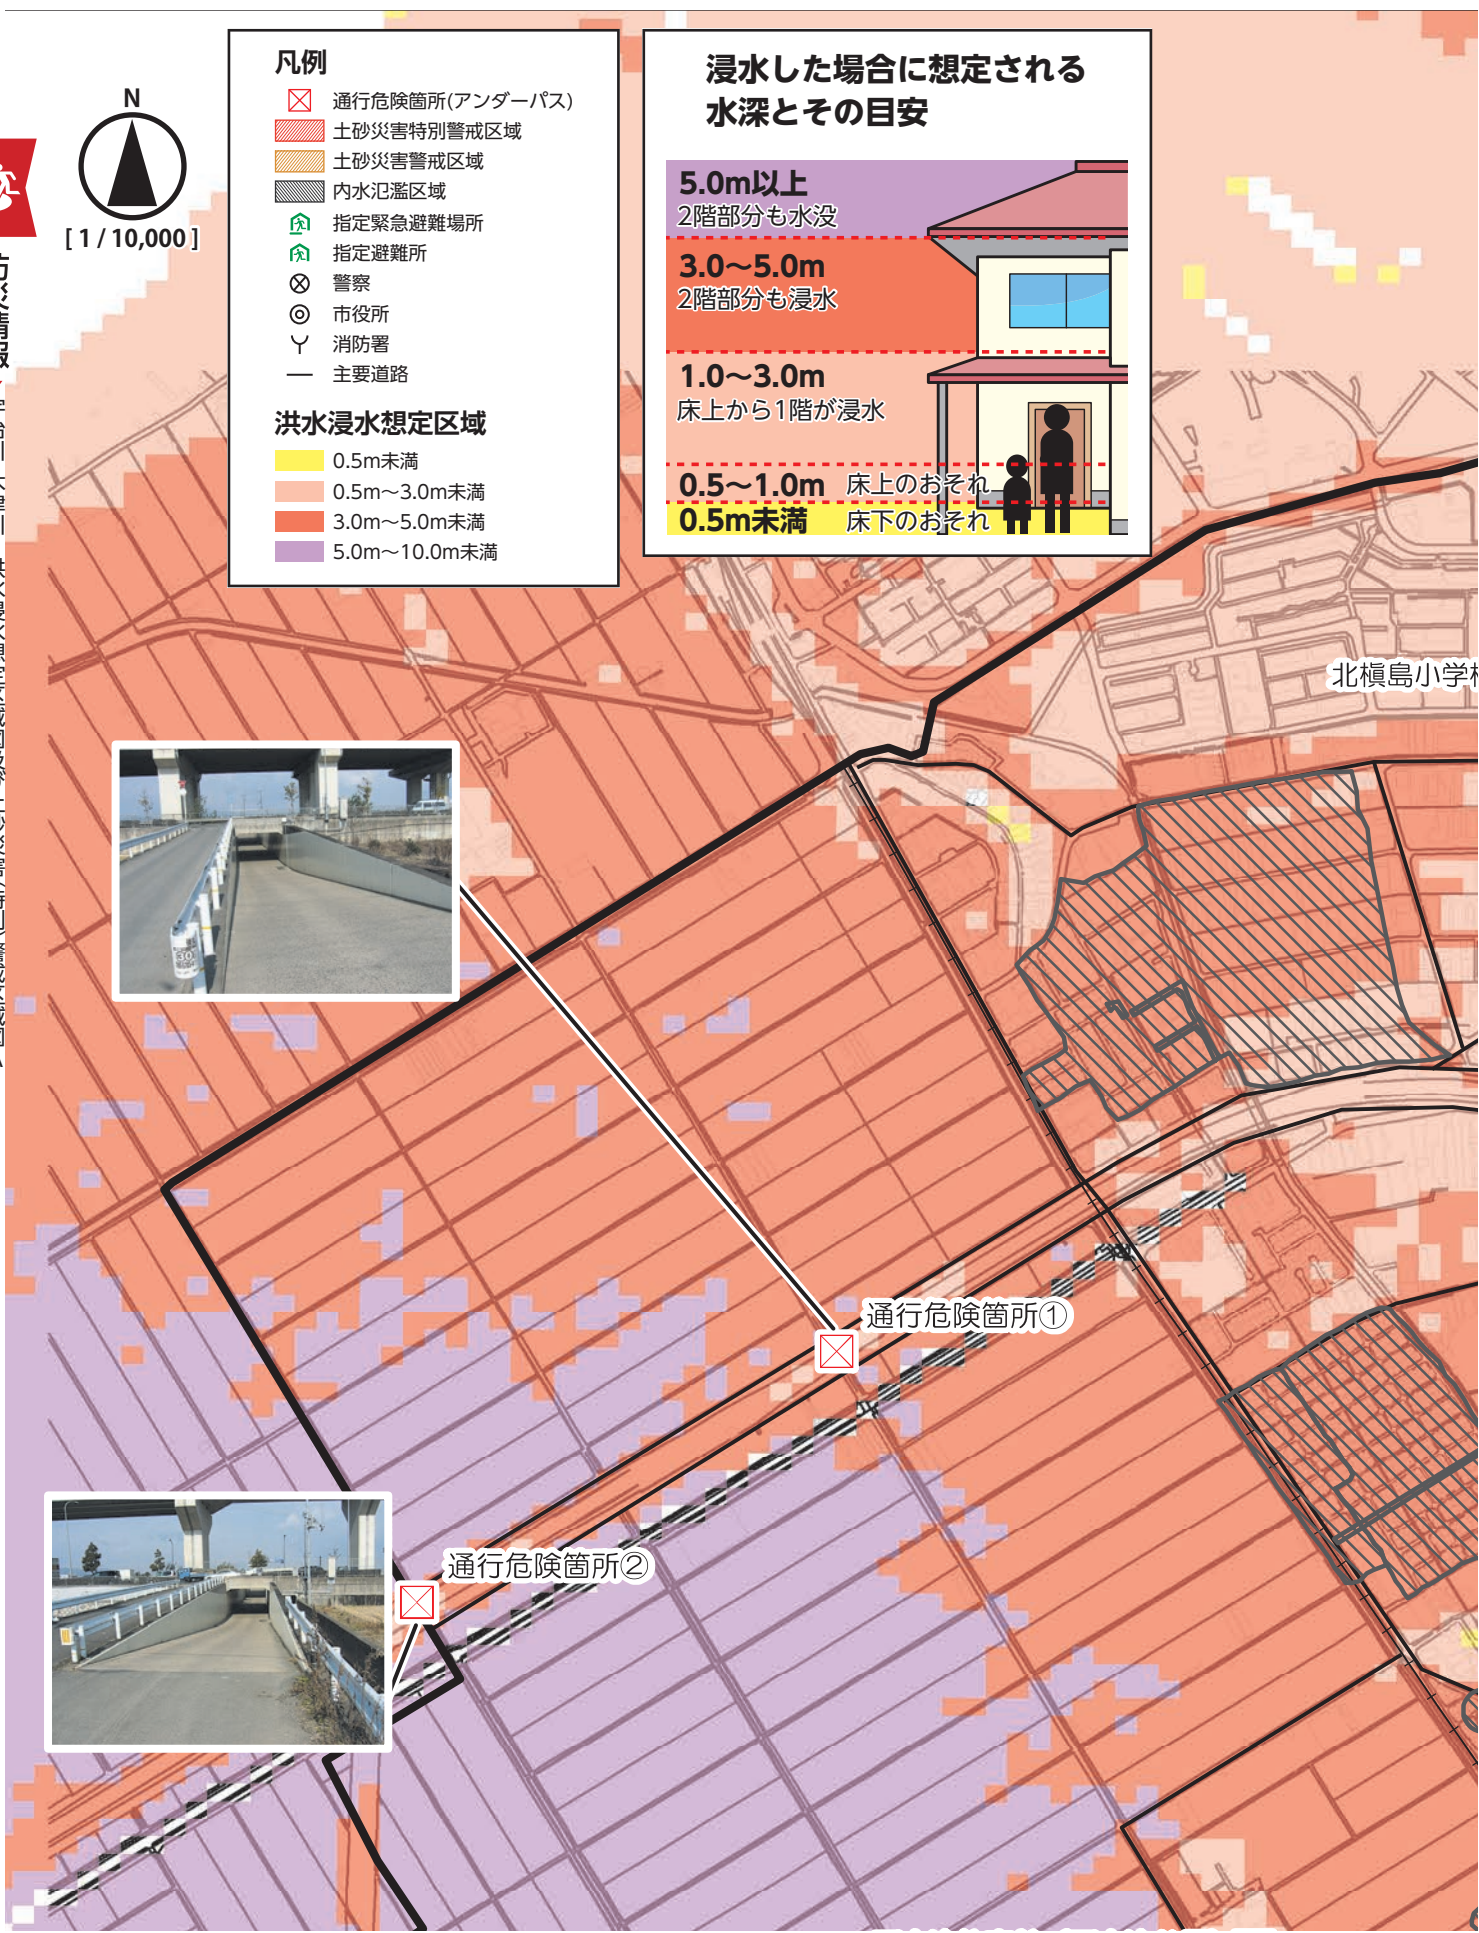 N
[ 1 / 10,000 ]
凡例
通行危険箇所(アンダーパス)
土砂災害特別警戒区域
土砂災害警戒区域
内水氾濫区域
指定緊急避難場所
指定避難所
警察
市役所
消防署
主要道路
洪水浸水想定区域
0.5m未満
0.5m～3.0m未満
3.0m～5.0m未満
5.0m～10.0m未満
浸水した場合に想定される
水深とその目安
5.0m以上
2階部分も水没
3.0～5.0m
2階部分も浸水
1.0～3.0m
床上から1階が浸水
0.5～1.0m 床上のおそれ
0.5m未満 床下のおそれ
北槇島小学校
30
通行危険箇所①
通行危険箇所②